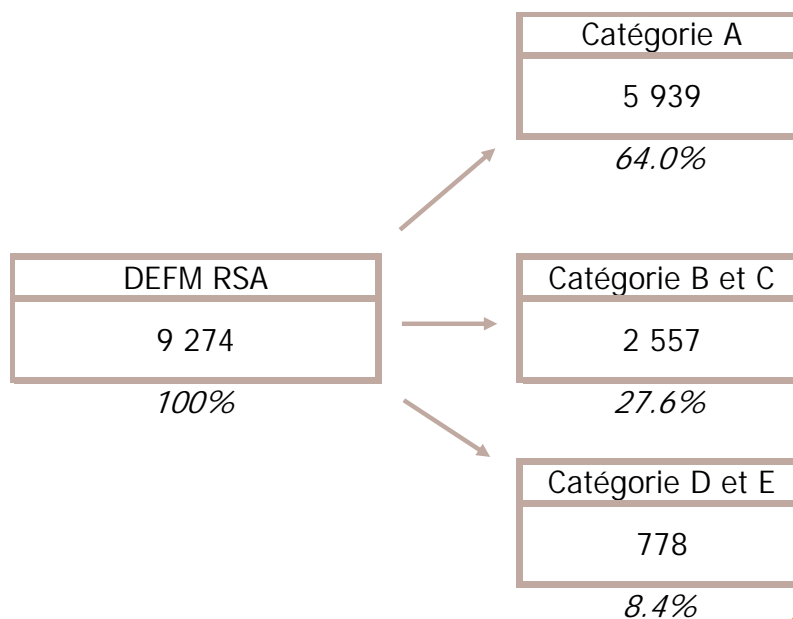 Catégorie A
5 939
64.0%
DEFM RSA
9 274
100%
Catégorie B et C
2 557
27.6%
Catégorie D et E
778
8.4%